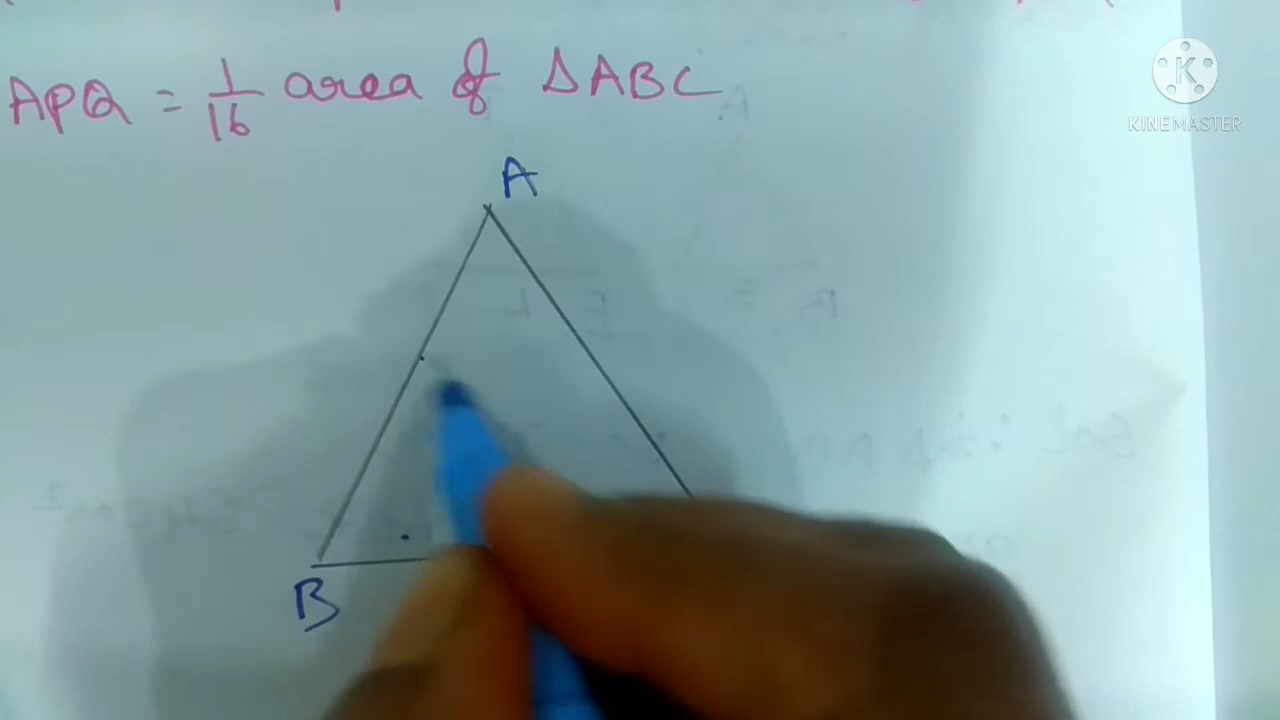 APQ = 1/16 area of ΔABC
K
KINEMASTER
A
B